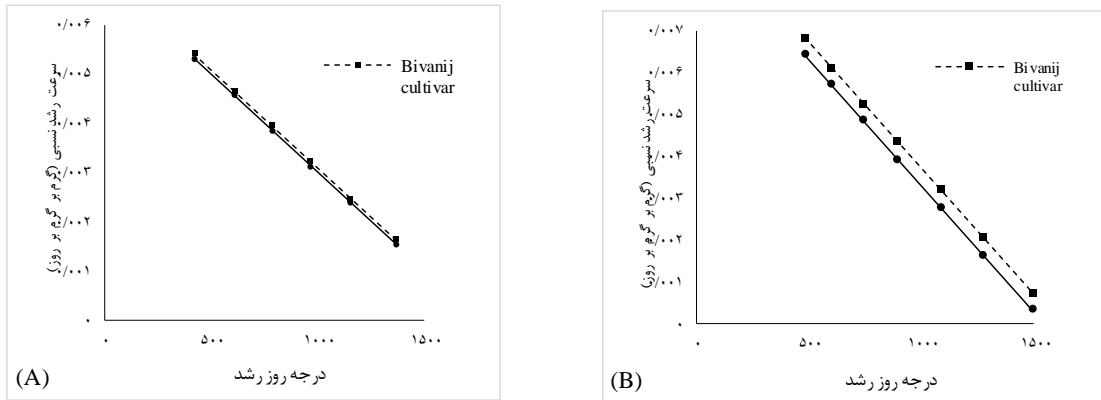 ۰/۰۰۶
۰/۰۰۵
۰/۰۰۴
۰/۰۰۳
۰/۰۰۲
۰/۰۰۱
۰
سرعت رشد نسبی (گرم بر گرم بر روز)
Bivanij
cultivar
۰ ۵۰۰ ۱۰۰۰ ۱۵۰۰
درجه روز رشد
(A)
۰/۰۰۷
۰/۰۰۶
۰/۰۰۵
۰/۰۰۴
۰/۰۰۳
۰/۰۰۲
۰/۰۰۱
۰
سرعت رشد نسبی (گرم بر گرم بر روز)
Bivanij
cultivar
۰ ۵۰۰ ۱۰۰۰ ۱۵۰۰
درجه روز رشد
(B)